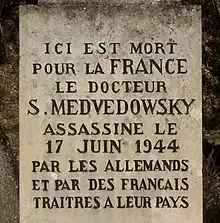 ICI EST MORT
POUR LA FRANCE
LE DOCTEUR
S. MEDVEDOWSKY
ASSASSINE LE
17 JUIN 1944
PAR LES ALLEMANDS
ET PAR DES FRANÇAIS
TRAITRES A LEUR PAYS